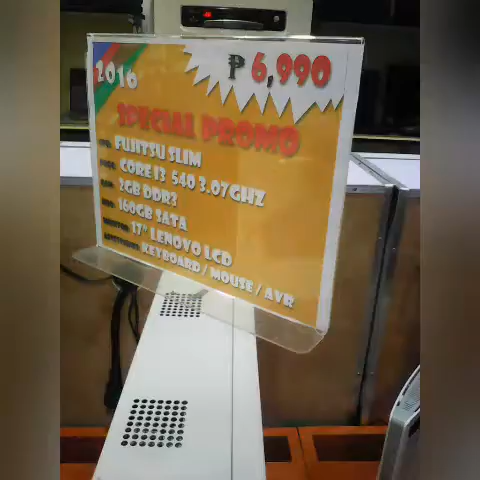 2016
₱ 6,990
SPECIAL PROMO
FUJITSU SLIM
CORE I3 540 3.07GHZ
2GB DDR3
160GB SATA
17" LENOVO LCD
KEYBOARD / MOUSE / AVR